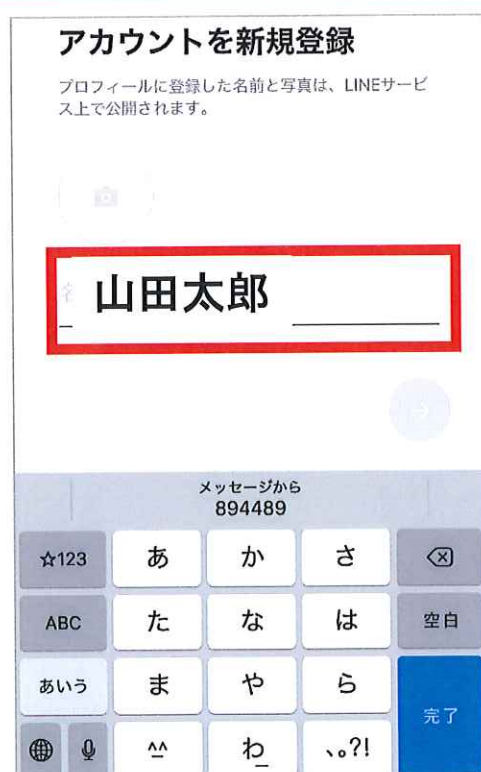 アカウントを新規登録
プロフィールに登録した名前と写真は、LINEサービ
ス上で公開されます。
山田太郎
メッセージから
894489
☆123 あ か さ
ABC た な は 空白
あいう ま や ら 完了
^^ わ_ 、。?!